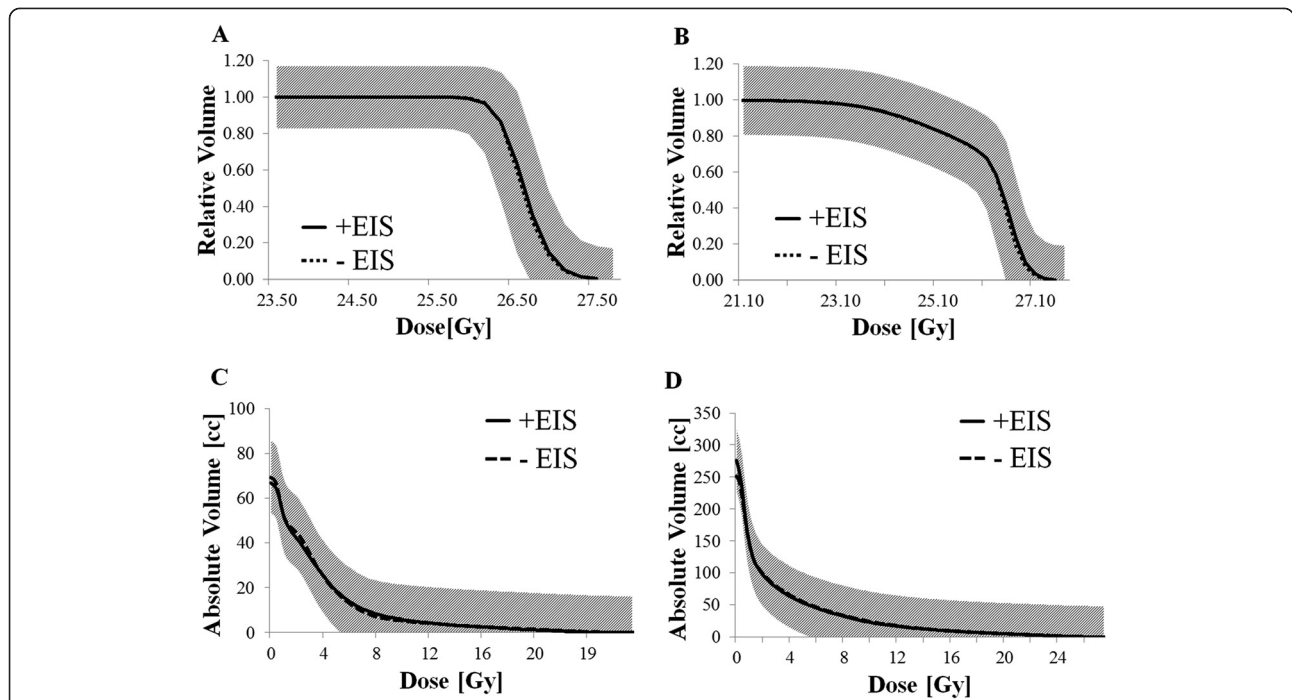 A
1.20
1.00
0.80
0.60
0.40
0.20
0.00
Relative Volume
+EIS
- EIS
23.50 24.50 25.50 26.50 27.50
Dose[Gy]
B
1.20
1.00
0.80
0.60
0.40
0.20
0.00
Relative Volume
+EIS
- EIS
21.10 23.10 25.10 27.10
Dose [Gy]
C
100
80
60
40
20
0
Absolute Volume [cc]
+EIS
- EIS
0 4 8 12 16 20 19
Dose [Gy]
D
350
300
250
200
150
100
50
0
Absolute Volume [cc]
+EIS
- EIS
0 4 8 12 16 20 24
Dose [Gy]